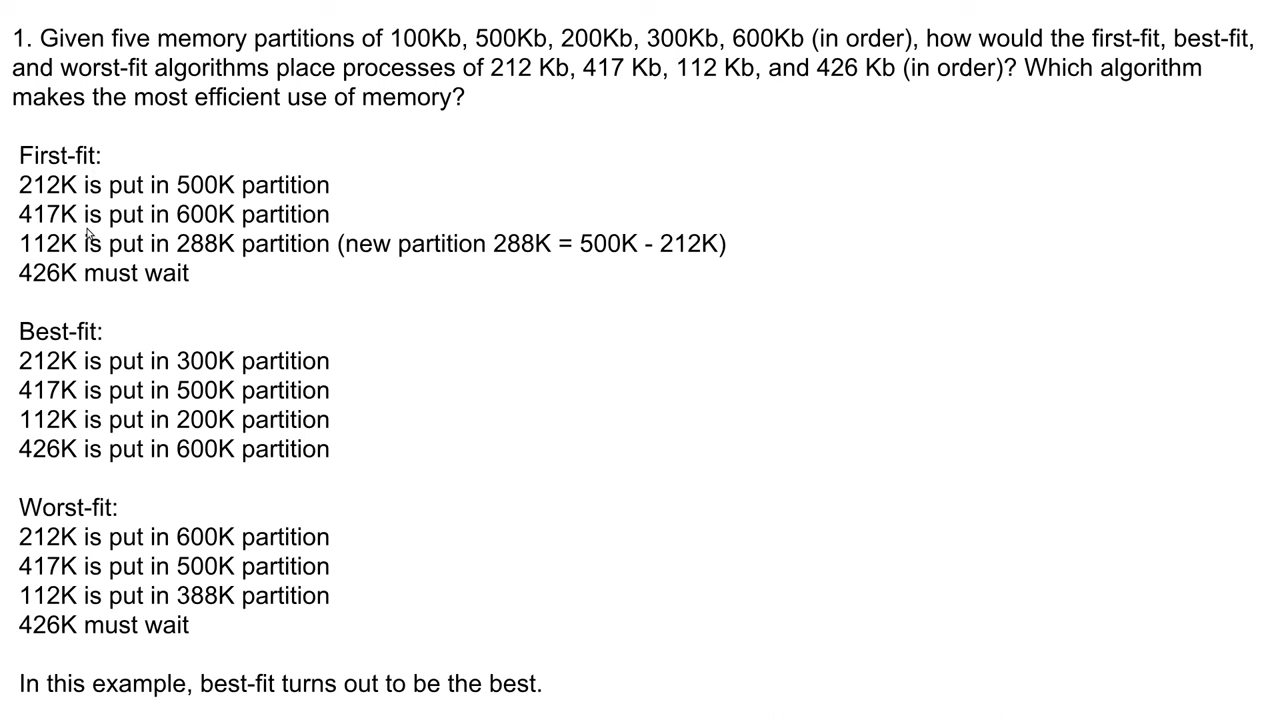 1. Given five memory partitions of 100Kb, 500Kb, 200Kb, 300Kb, 600Kb (in order), how would the first-fit, best-fit,
and worst-fit algorithms place processes of 212 Kb, 417 Kb, 112 Kb, and 426 Kb (in order)? Which algorithm
makes the most efficient use of memory?
First-fit:
212K is put in 500K partition
417K is put in 600K partition
112K is put in 288K partition (new partition 288K = 500K - 212K)
426K must wait
Best-fit:
212K is put in 300K partition
417K is put in 500K partition
112K is put in 200K partition
426K is put in 600K partition
Worst-fit:
212K is put in 600K partition
417K is put in 500K partition
112K is put in 388K partition
426K must wait
In this example, best-fit turns out to be the best.